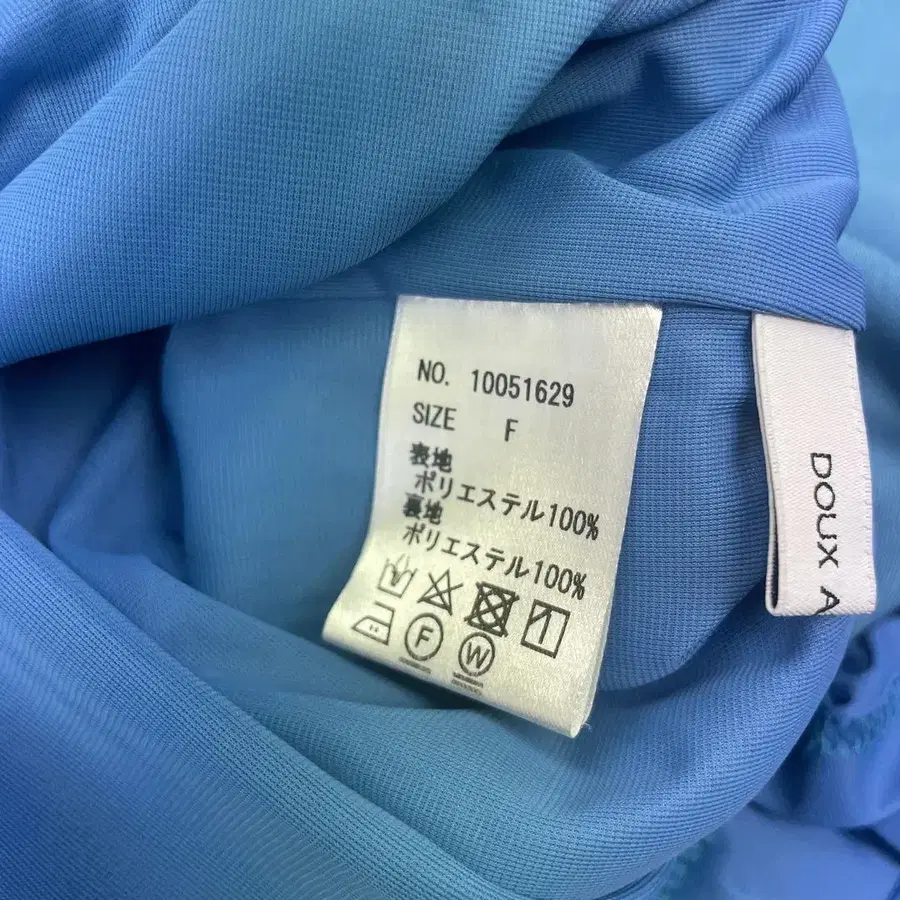 NO. 10051629
SIZE F
表地
ポリエステル100%
裏地
ポリエステル100%
F
W
DOUX A